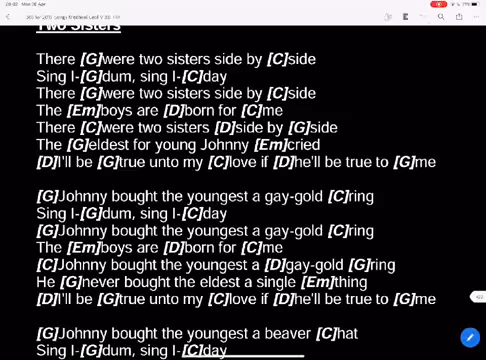 Two Sisters
There [G]were two sisters side by [C]side
Sing I-[G]dum, sing I-[C]day
There [G]were two sisters side by [C]side
The [Em]boys are [D]born for [C]me
There [C]were two sisters [D]side by [G]side
The [G]eldest for young Johnny [Em]cried
[D]I'll be [G]true unto my [C]love if [D]he'll be true to [G]me
[G]Johnny bought the youngest a gay-gold [C]ring
Sing I-[G]dum, sing I-[C]day
[G]Johnny bought the youngest a gay-gold [C]ring
The [Em]boys are [D]born for [C]me
[C]Johnny bought the youngest a [D]gay-gold [G]ring
He [G]never bought the eldest a single [Em]thing
[D]I'll be [G]true unto my [C]love if [D]he'll be true to [G]me
[G]Johnny bought the youngest a beaver [C]hat
Sing I-[G]dum, sing I-[C]day